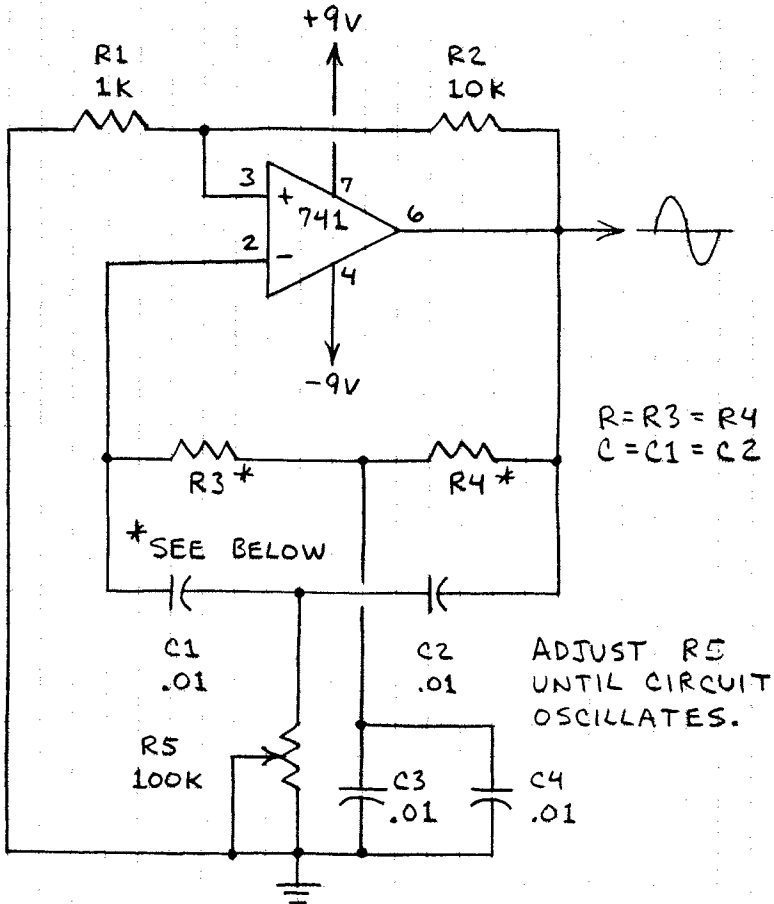 +9V
R1
1K
R2
10K
3
+
7
741
6
2
-
4
-9V
R3*
R4*
R=R3=R4
C=C1=C2
*SEE BELOW
C1
.01
C2
.01
ADJUST R5
UNTIL CIRCUIT
OSCILLATES.
R5
100K
C3
.01
C4
.01